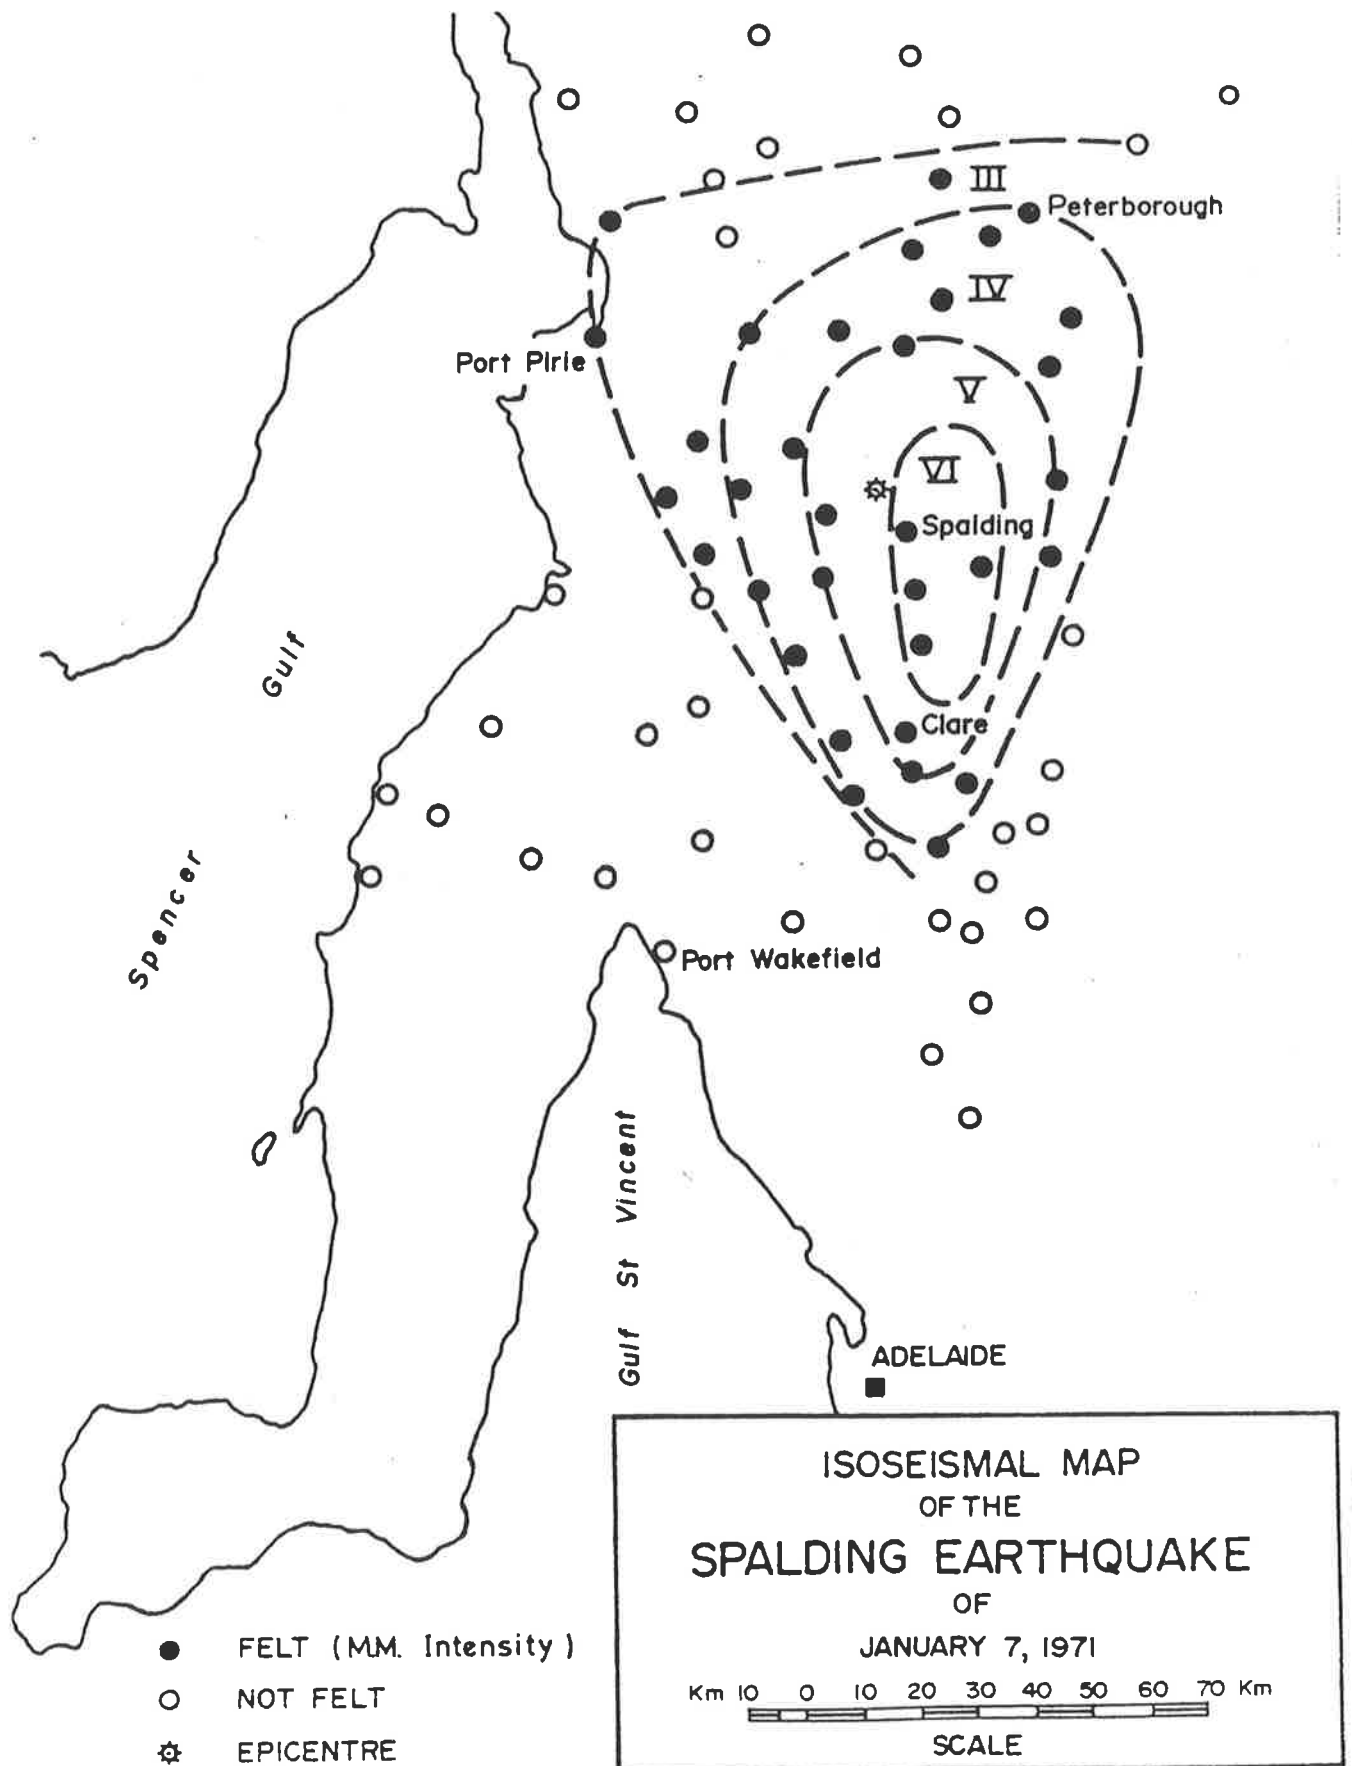 III
Peterborough
IV
Port Pirie
V
VI
Spalding
Gulf
Clare
Spencer
Port Wakefield
Gulf St Vincent
ADELAIDE
ISOSEISMAL MAP
OF THE
SPALDING EARTHQUAKE
OF
JANUARY 7, 1971
Km 10 0 10 20 30 40 50 60 70 Km
SCALE
FELT (M.M. Intensity)
NOT FELT
EPICENTRE